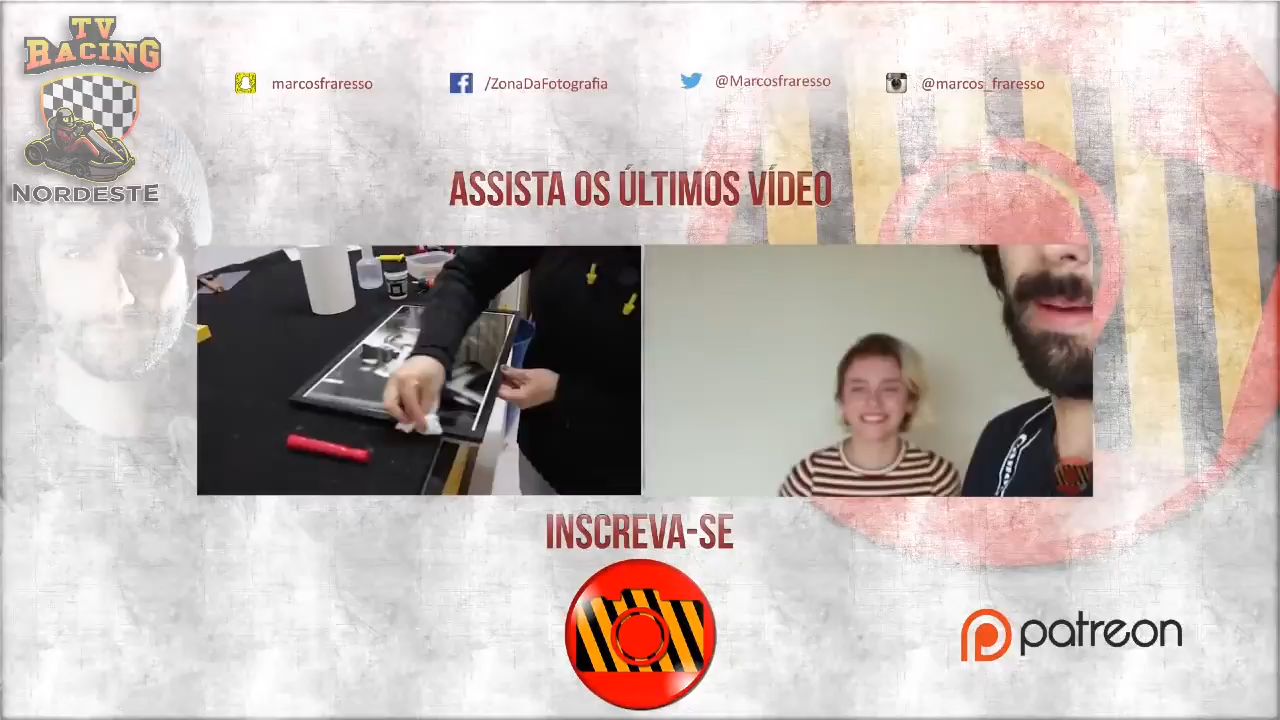 TV
RACING
NORDESTE
marcosfraresso
/ZonaDaFotografia
@Marcosfraresso
@marcos_fraresso
ASSISTA OS ÚLTIMOS VÍDEO
INSCREVA-SE
patreon